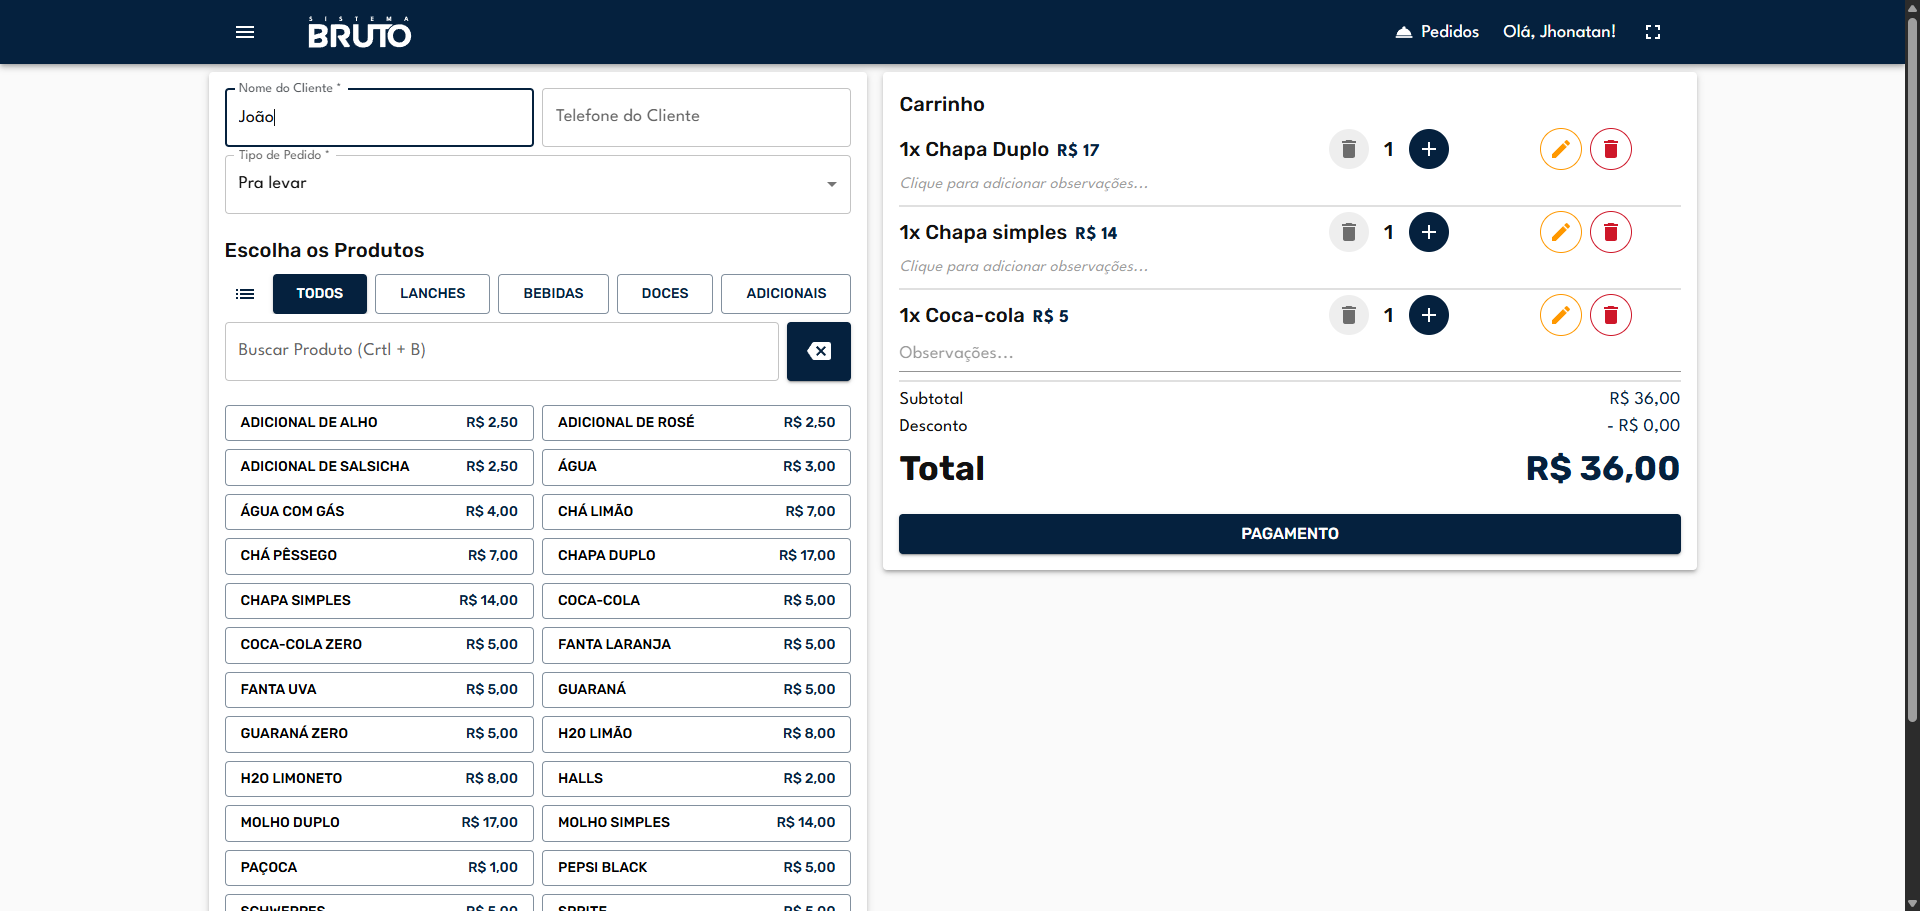 SISTEMA
BRUTO
Pedidos
Olá, Jhonatan!
Nome do Cliente *
João
Telefone do Cliente
Tipo de Pedido *
Pra levar
Escolha os Produtos
TODOS
LANCHES
BEBIDAS
DOCES
ADICIONAIS
Buscar Produto (Crtl + B)
ADICIONAL DE ALHO R$ 2,50
ADICIONAL DE ROSÉ R$ 2,50
ADICIONAL DE SALSICHA R$ 2,50
ÁGUA R$ 3,00
ÁGUA COM GÁS R$ 4,00
CHÁ LIMÃO R$ 7,00
CHÁ PÊSSEGO R$ 7,00
CHAPA DUPLO R$ 17,00
CHAPA SIMPLES R$ 14,00
COCA-COLA R$ 5,00
COCA-COLA ZERO R$ 5,00
FANTA LARANJA R$ 5,00
FANTA UVA R$ 5,00
GUARANÁ R$ 5,00
GUARANÁ ZERO R$ 5,00
H20 LIMÃO R$ 8,00
H2O LIMONETO R$ 8,00
HALLS R$ 2,00
MOLHO DUPLO R$ 17,00
MOLHO SIMPLES R$ 14,00
PAÇOCA R$ 1,00
PEPSI BLACK R$ 5,00
SCHWEPPES R$ 5,00
SPRITE R$ 5,00
Carrinho
1x Chapa Duplo R$ 17
1
Clique para adicionar observações...
1x Chapa simples R$ 14
1
Clique para adicionar observações...
1x Coca-cola R$ 5
1
Observações...
Subtotal R$ 36,00
Desconto - R$ 0,00
Total R$ 36,00
PAGAMENTO